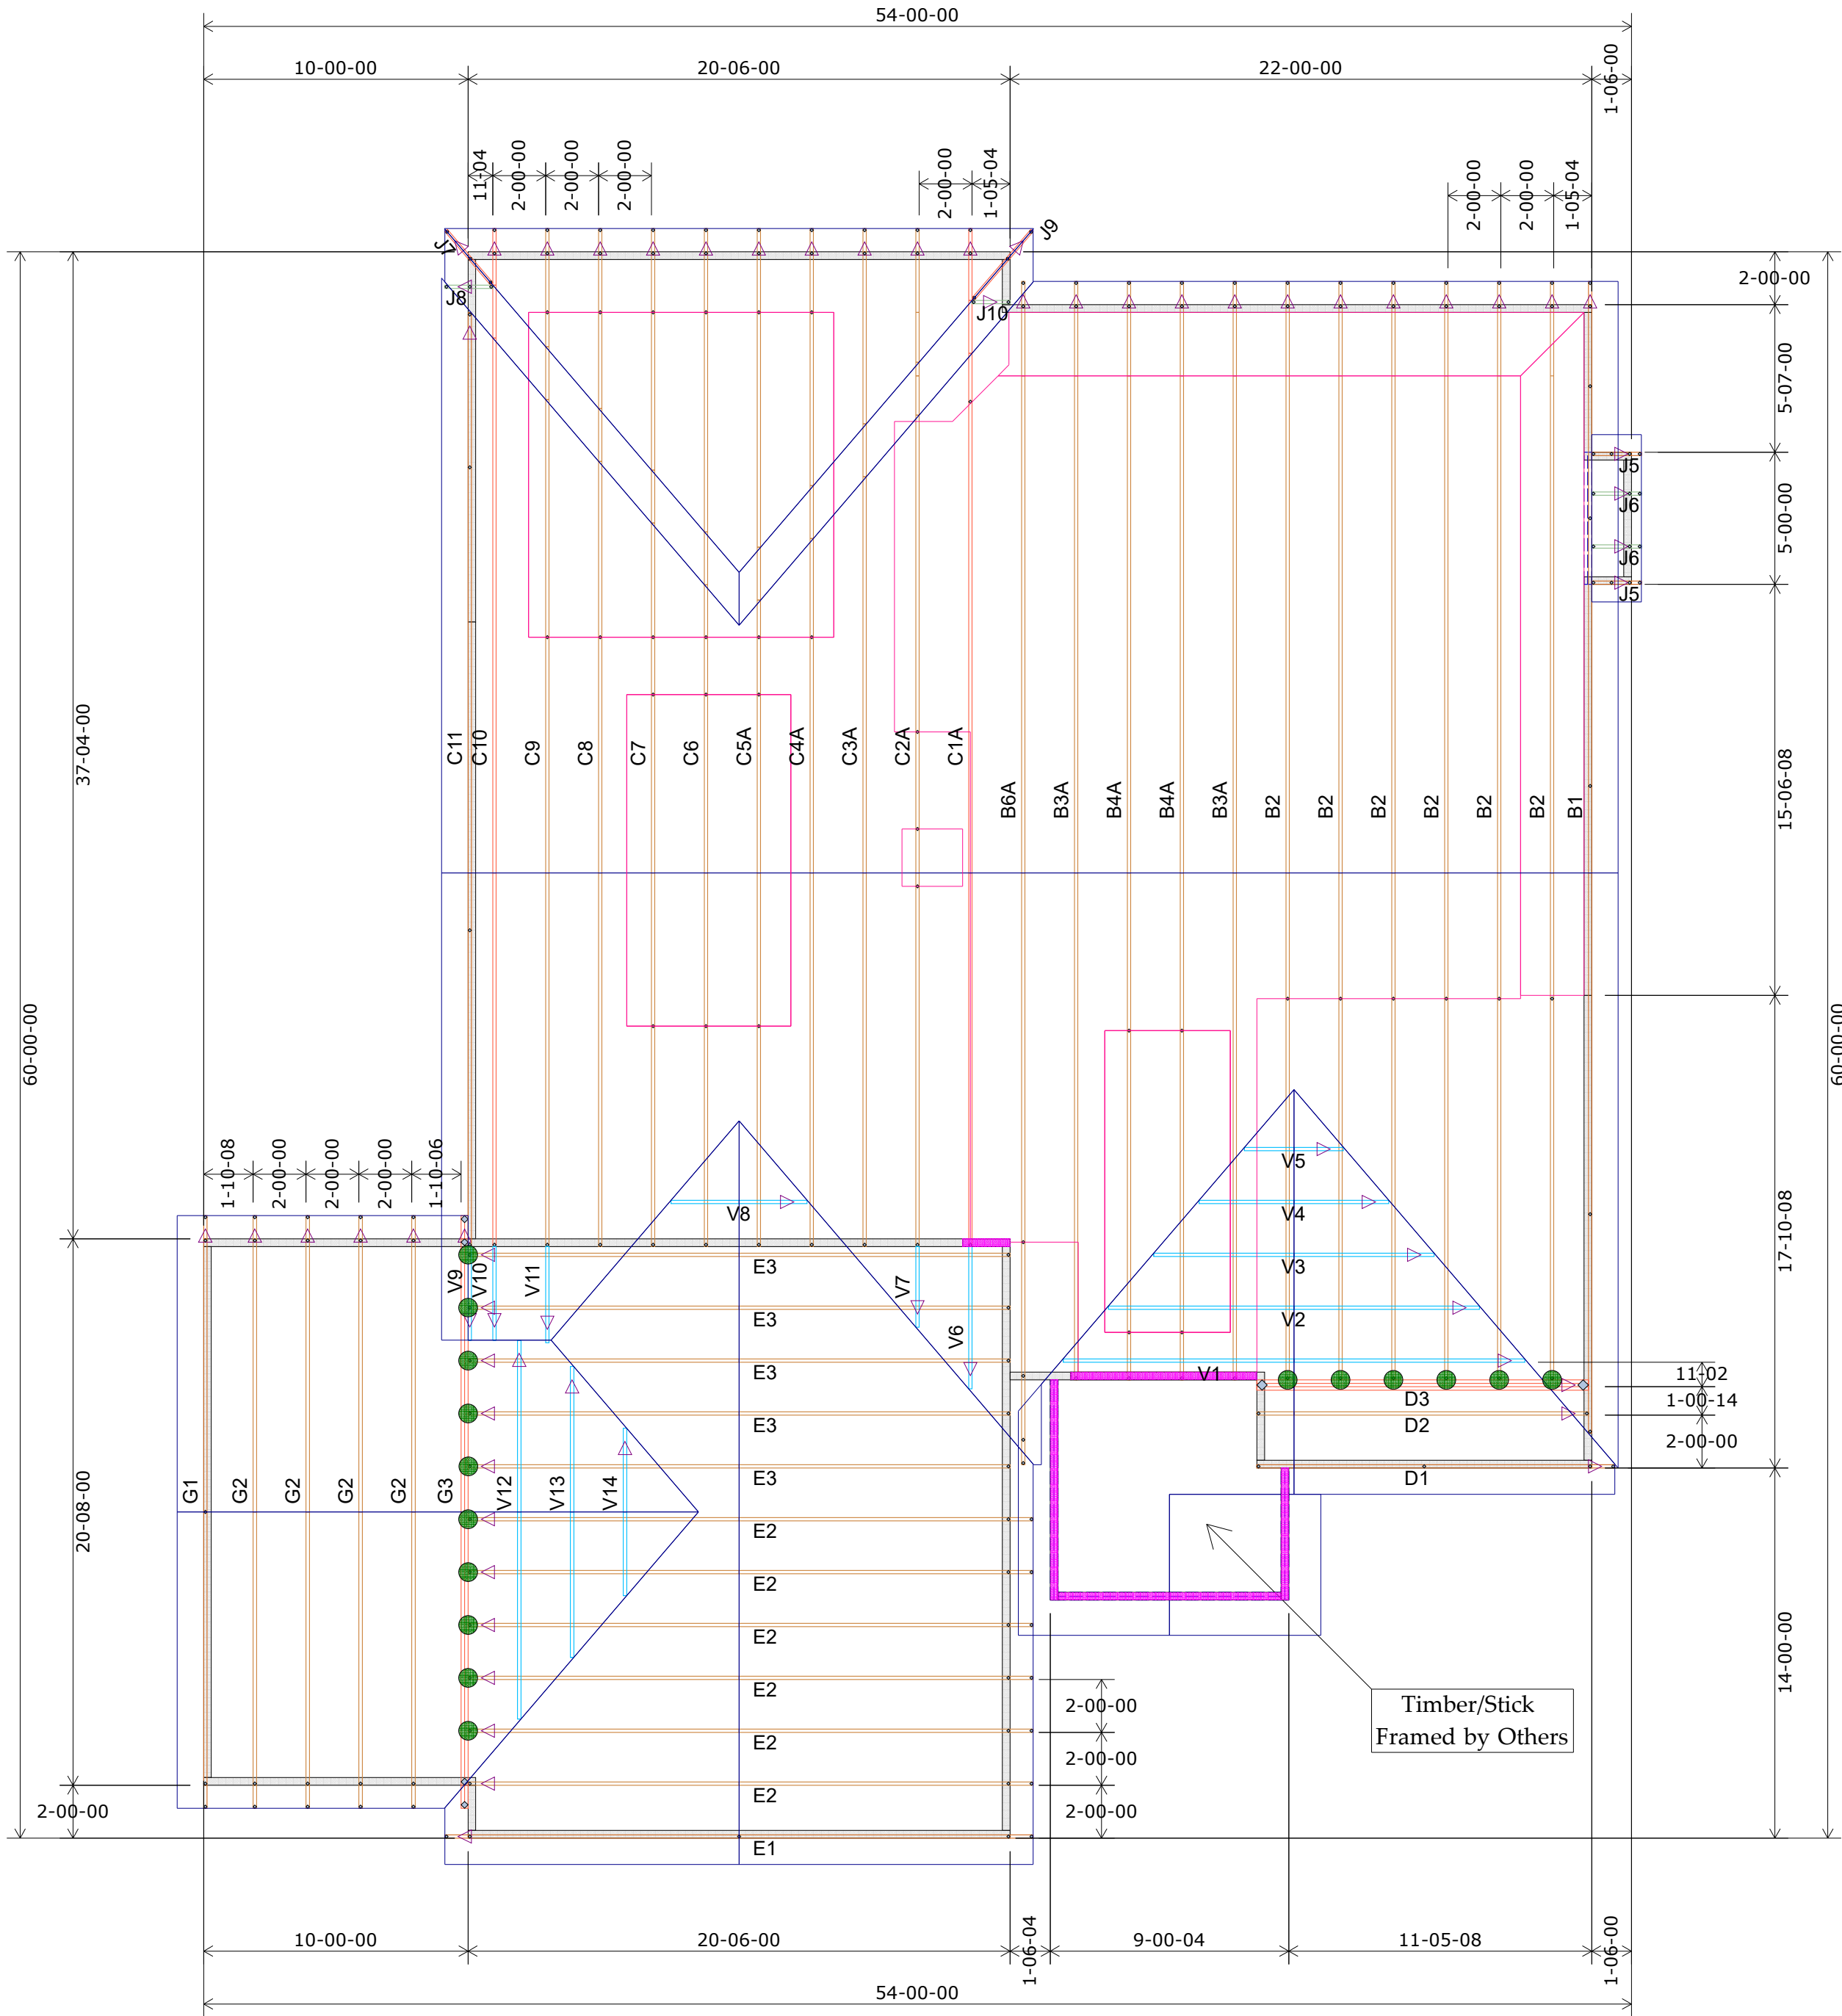 54-00-00
10-00-00
20-06-00
22-00-00
1-06-00
11-04
2-00-00
2-00-00
2-00-00
2-00-00
1-05-04
2-00-00
2-00-00
1-05-04
J7
J9
J8
J10
2-00-00
5-07-00
J5
J6
J6
J5
5-00-00
37-04-00
60-00-00
C11
C10
C9
C8
C7
C6
C5A
C4A
C3A
C2A
C1A
B6A
B3A
B4A
B4A
B3A
B2
B2
B2
B2
B2
B2
B1
15-06-08
60-00-00
1-10-08
2-00-00
2-00-00
2-00-00
1-10-06
V8
V5
V4
V3
V2
V1
17-10-08
V9
V10
V11
V7
V6
E3
E3
E3
E3
E3
E2
E2
E2
E2
E2
E2
E1
11-02
1-00-14
2-00-00
D3
D2
D1
20-08-00
G1
G2
G2
G2
G2
G3
V12
V13
V14
14-00-00
Timber/Stick
Framed by Others
2-00-00
2-00-00
2-00-00
2-00-00
10-00-00
20-06-00
1-06-04
9-00-04
11-05-08
1-06-00
54-00-00